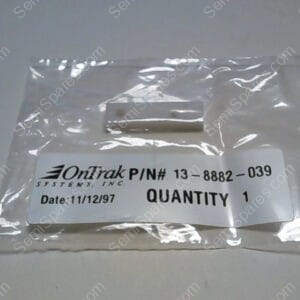 OnTrak P/N# 13-8882-039
SYSTEMS, INC.
Date:11/12/97 QUANTITY 1